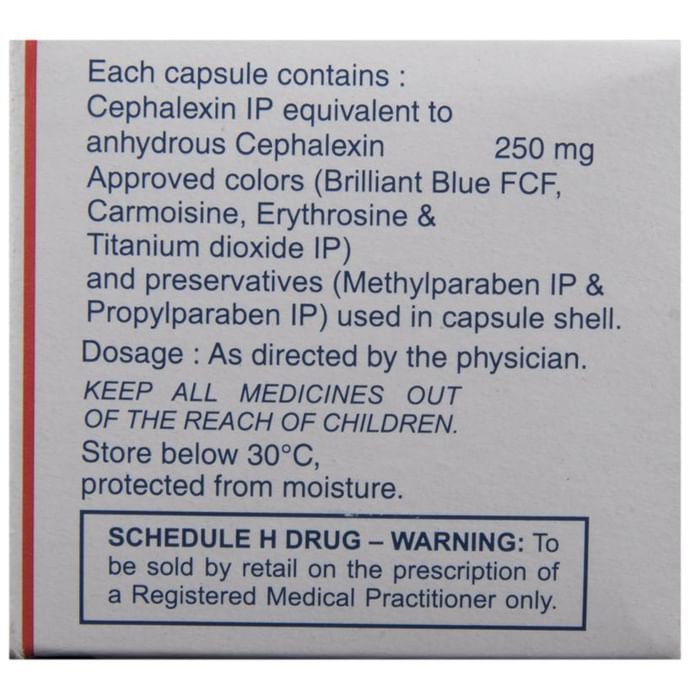 Each capsule contains :
Cephalexin IP equivalent to
anhydrous Cephalexin 250 mg
Approved colors (Brilliant Blue FCF,
Carmoisine, Erythrosine &
Titanium dioxide IP)
and preservatives (Methylparaben IP &
Propylparaben IP) used in capsule shell.
Dosage : As directed by the physician.
KEEP ALL MEDICINES OUT
OF THE REACH OF CHILDREN.
Store below 30°C,
protected from moisture.
SCHEDULE H DRUG – WARNING: To
be sold by retail on the prescription of
a Registered Medical Practitioner only.